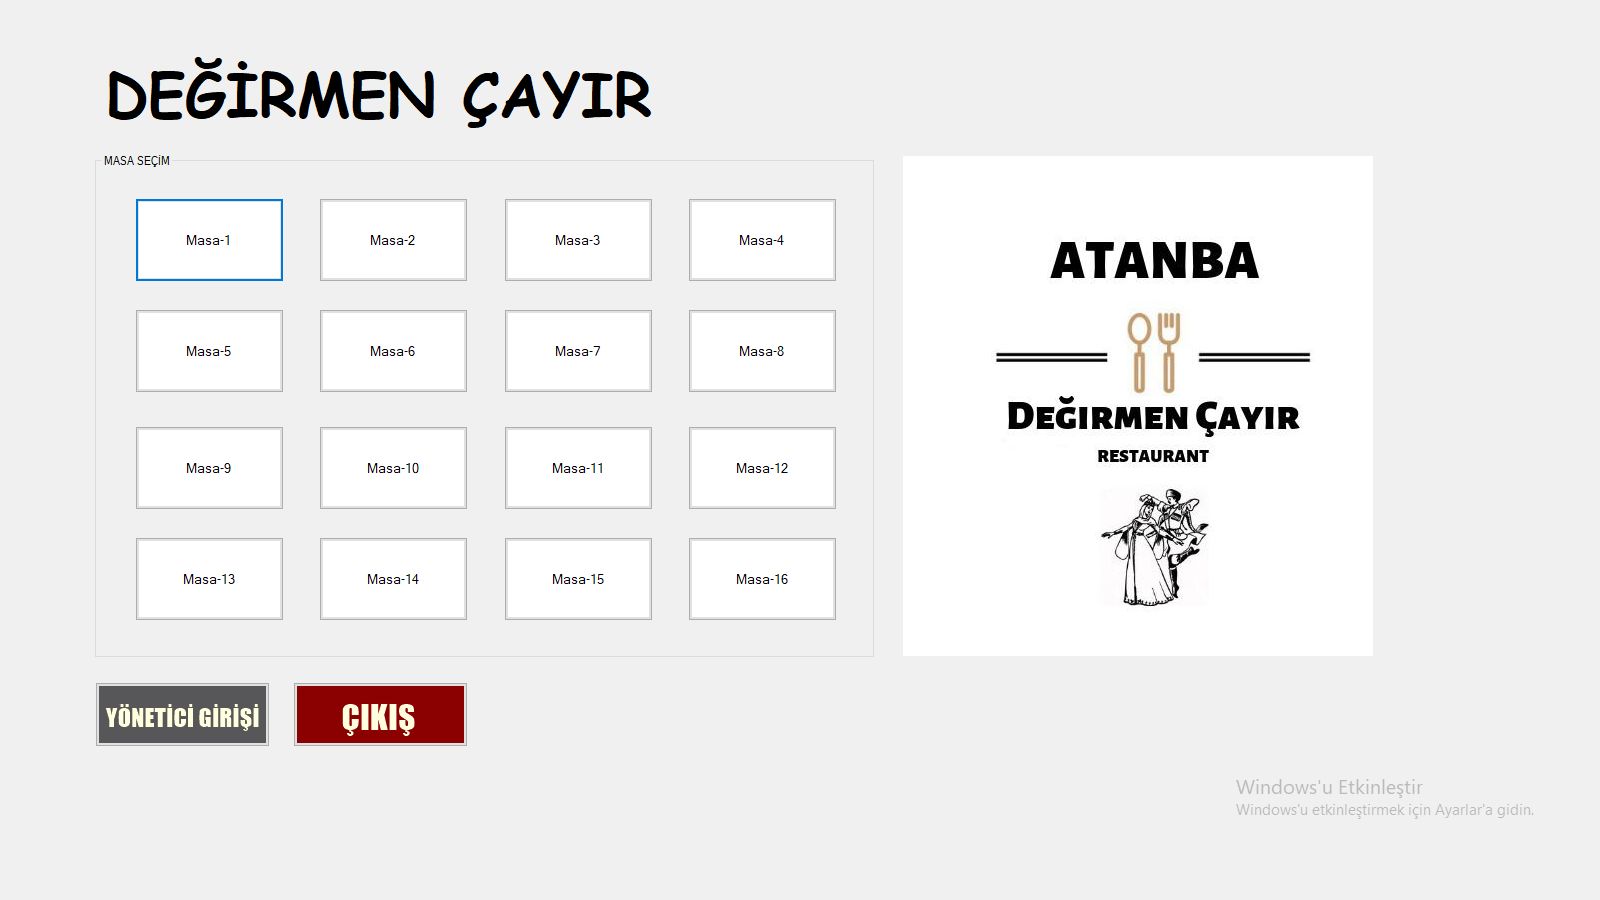 DEĞİRMEN ÇAYIR
MASA SEÇİM
Masa-1
Masa-2
Masa-3
Masa-4
Masa-5
Masa-6
Masa-7
Masa-8
Masa-9
Masa-10
Masa-11
Masa-12
Masa-13
Masa-14
Masa-15
Masa-16
YÖNETİCİ GİRİŞİ
ÇIKIŞ
ATANBA
DEĞIRMEN ÇAYIR
RESTAURANT
Windows'u Etkinleştir
Windows'u etkinleştirmek için Ayarlar'a gidin.